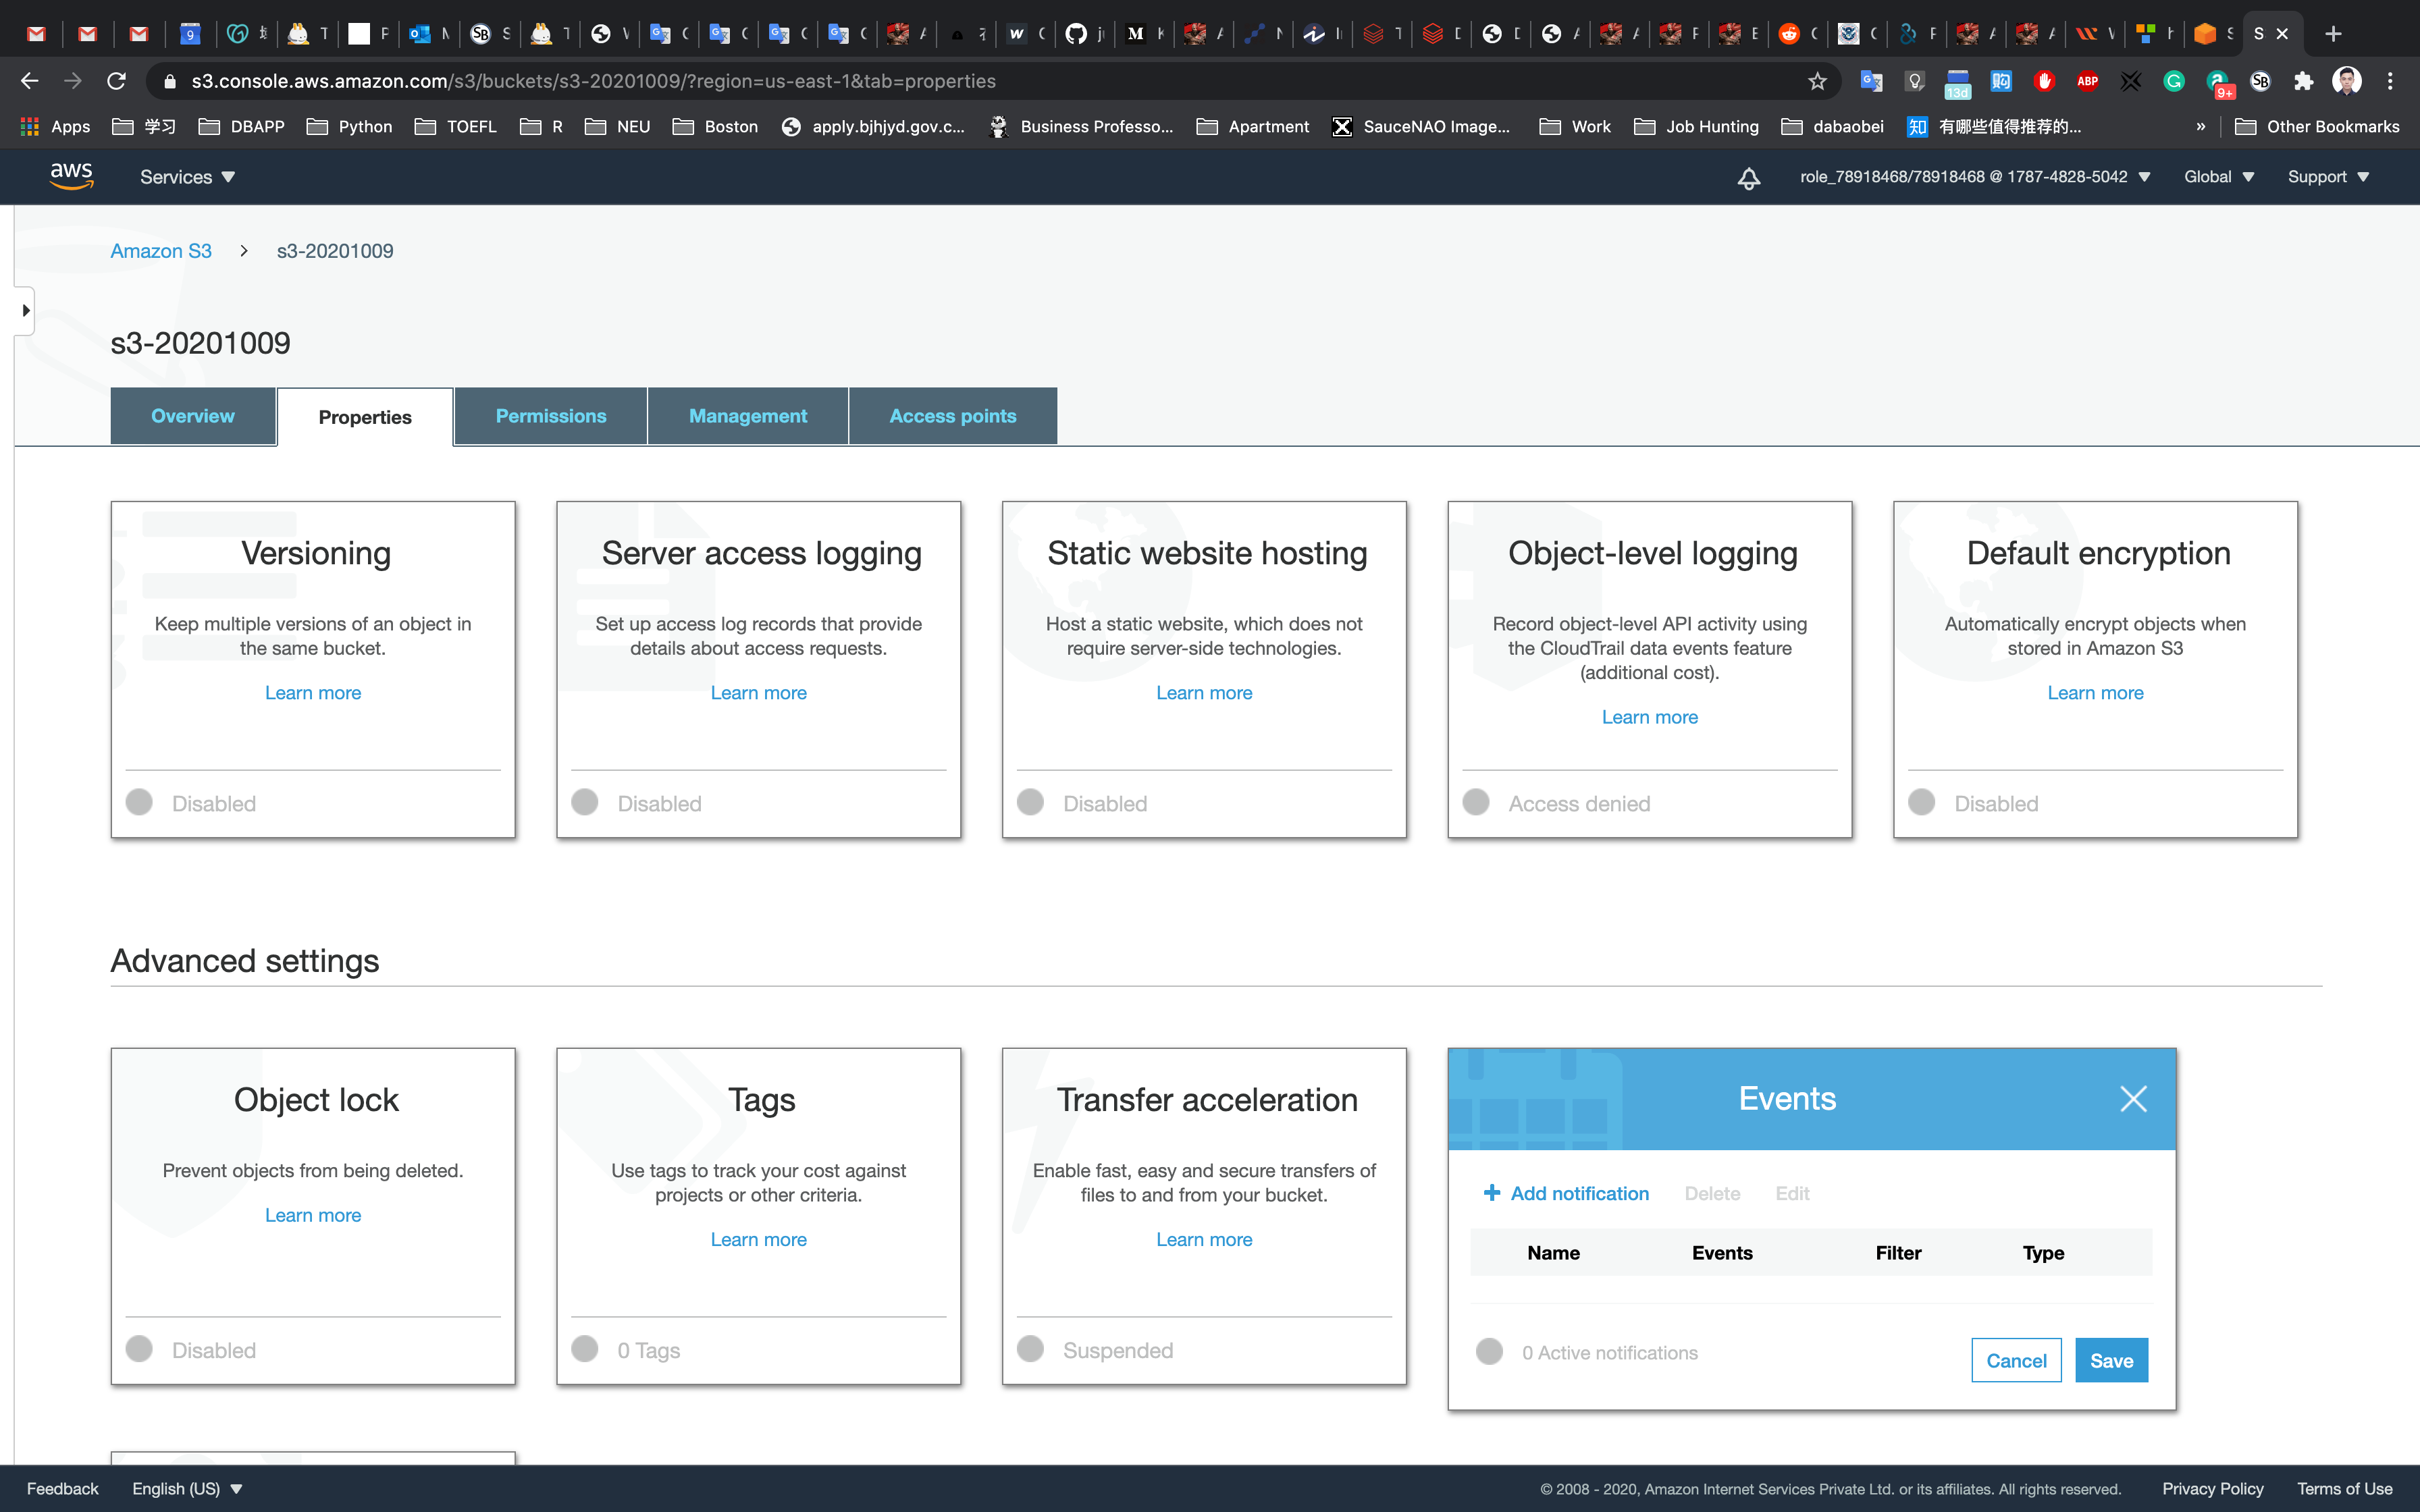 s3.console.aws.amazon.com/s3/buckets/s3-20201009/?region=us-east-1&tab=properties
13d
ABP
9+
Apps
学习
DBAPP
Python
TOEFL
R
NEU
Boston
apply.bjhjyd.gov.c...
Business Professo...
Apartment
SauceNAO Image...
Work
Job Hunting
dabaobei
知 有哪些值得推荐的...
»
Other Bookmarks
aws
Services
role_78918468/78918468 @ 1787-4828-5042
Global
Support
Amazon S3 > s3-20201009
s3-20201009
Overview
Properties
Permissions
Management
Access points
Versioning
Keep multiple versions of an object in
the same bucket.
Learn more
Disabled
Server access logging
Set up access log records that provide
details about access requests.
Learn more
Disabled
Static website hosting
Host a static website, which does not
require server-side technologies.
Learn more
Disabled
Object-level logging
Record object-level API activity using
the CloudTrail data events feature
(additional cost).
Learn more
Access denied
Default encryption
Automatically encrypt objects when
stored in Amazon S3
Learn more
Disabled
Advanced settings
Object lock
Prevent objects from being deleted.
Learn more
Disabled
Tags
Use tags to track your cost against
projects or other criteria.
Learn more
0 Tags
Transfer acceleration
Enable fast, easy and secure transfers of
files to and from your bucket.
Learn more
Suspended
Events
+ Add notification Delete Edit
Name Events Filter Type
0 Active notifications
Cancel
Save
Feedback
English (US)
© 2008 - 2020, Amazon Internet Services Private Ltd. or its affiliates. All rights reserved.
Privacy Policy
Terms of Use